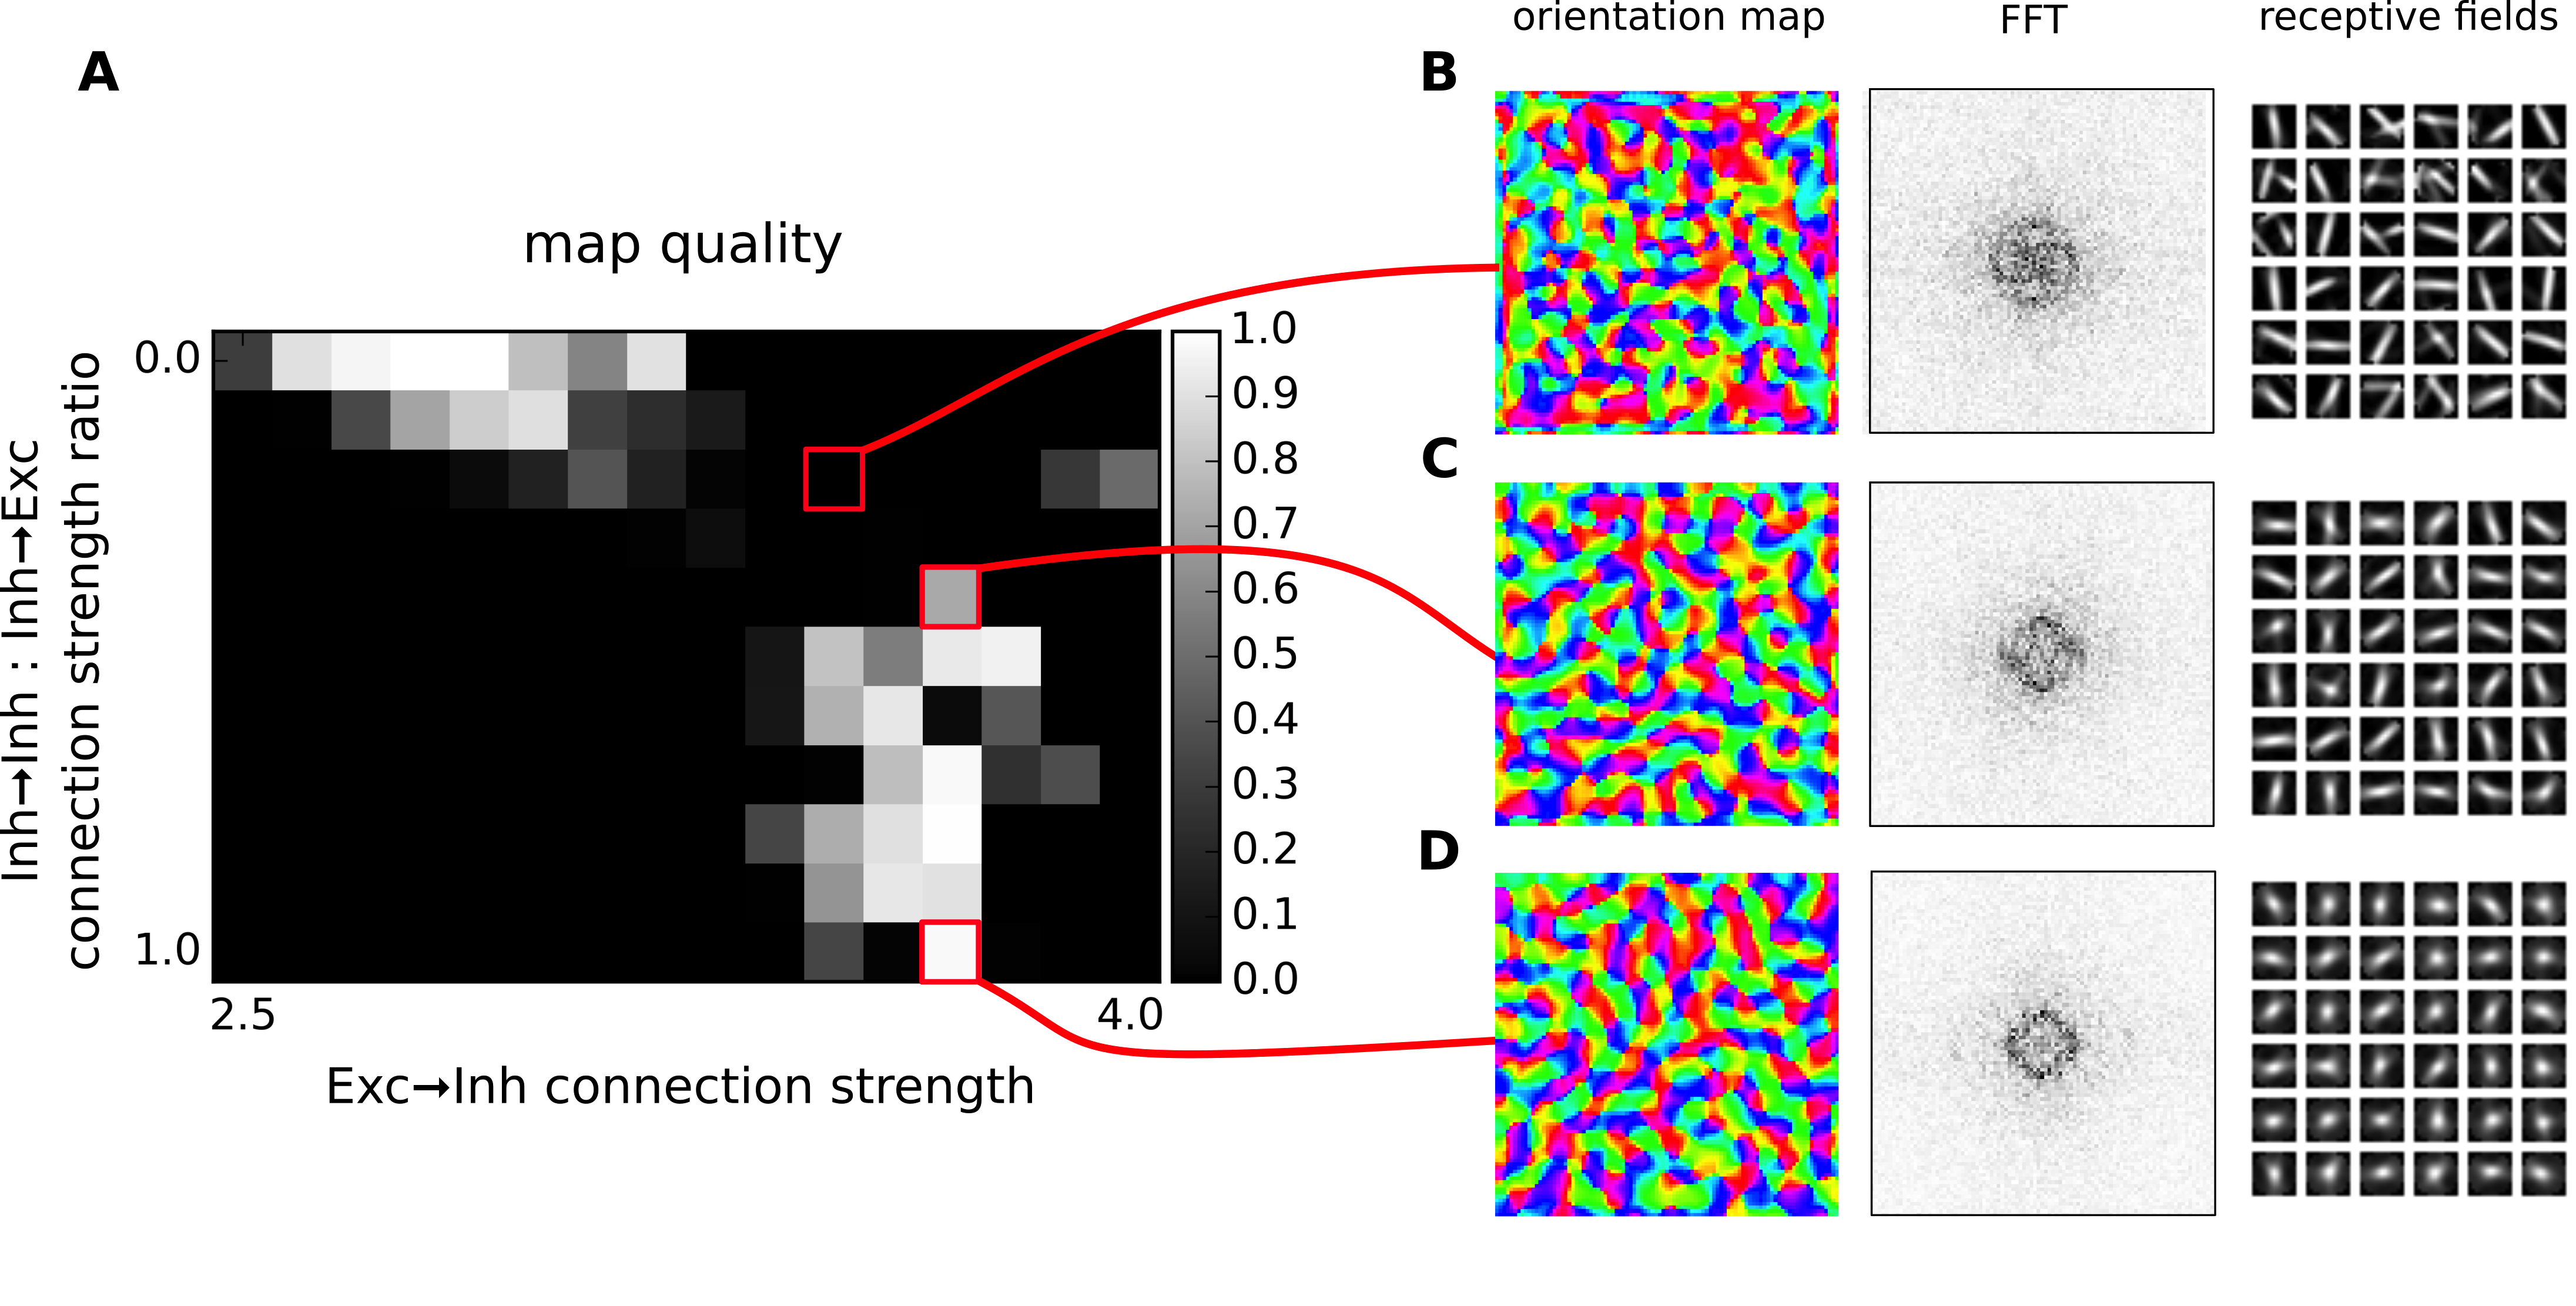 A
map quality
Inh→Inh : Inh→Exc
connection strength ratio
0.0
1.0
2.5
4.0
Exc→Inh connection strength
1.0
0.9
0.8
0.7
0.6
0.5
0.4
0.3
0.2
0.1
0.0
orientation map
FFT
receptive fields
B
C
D